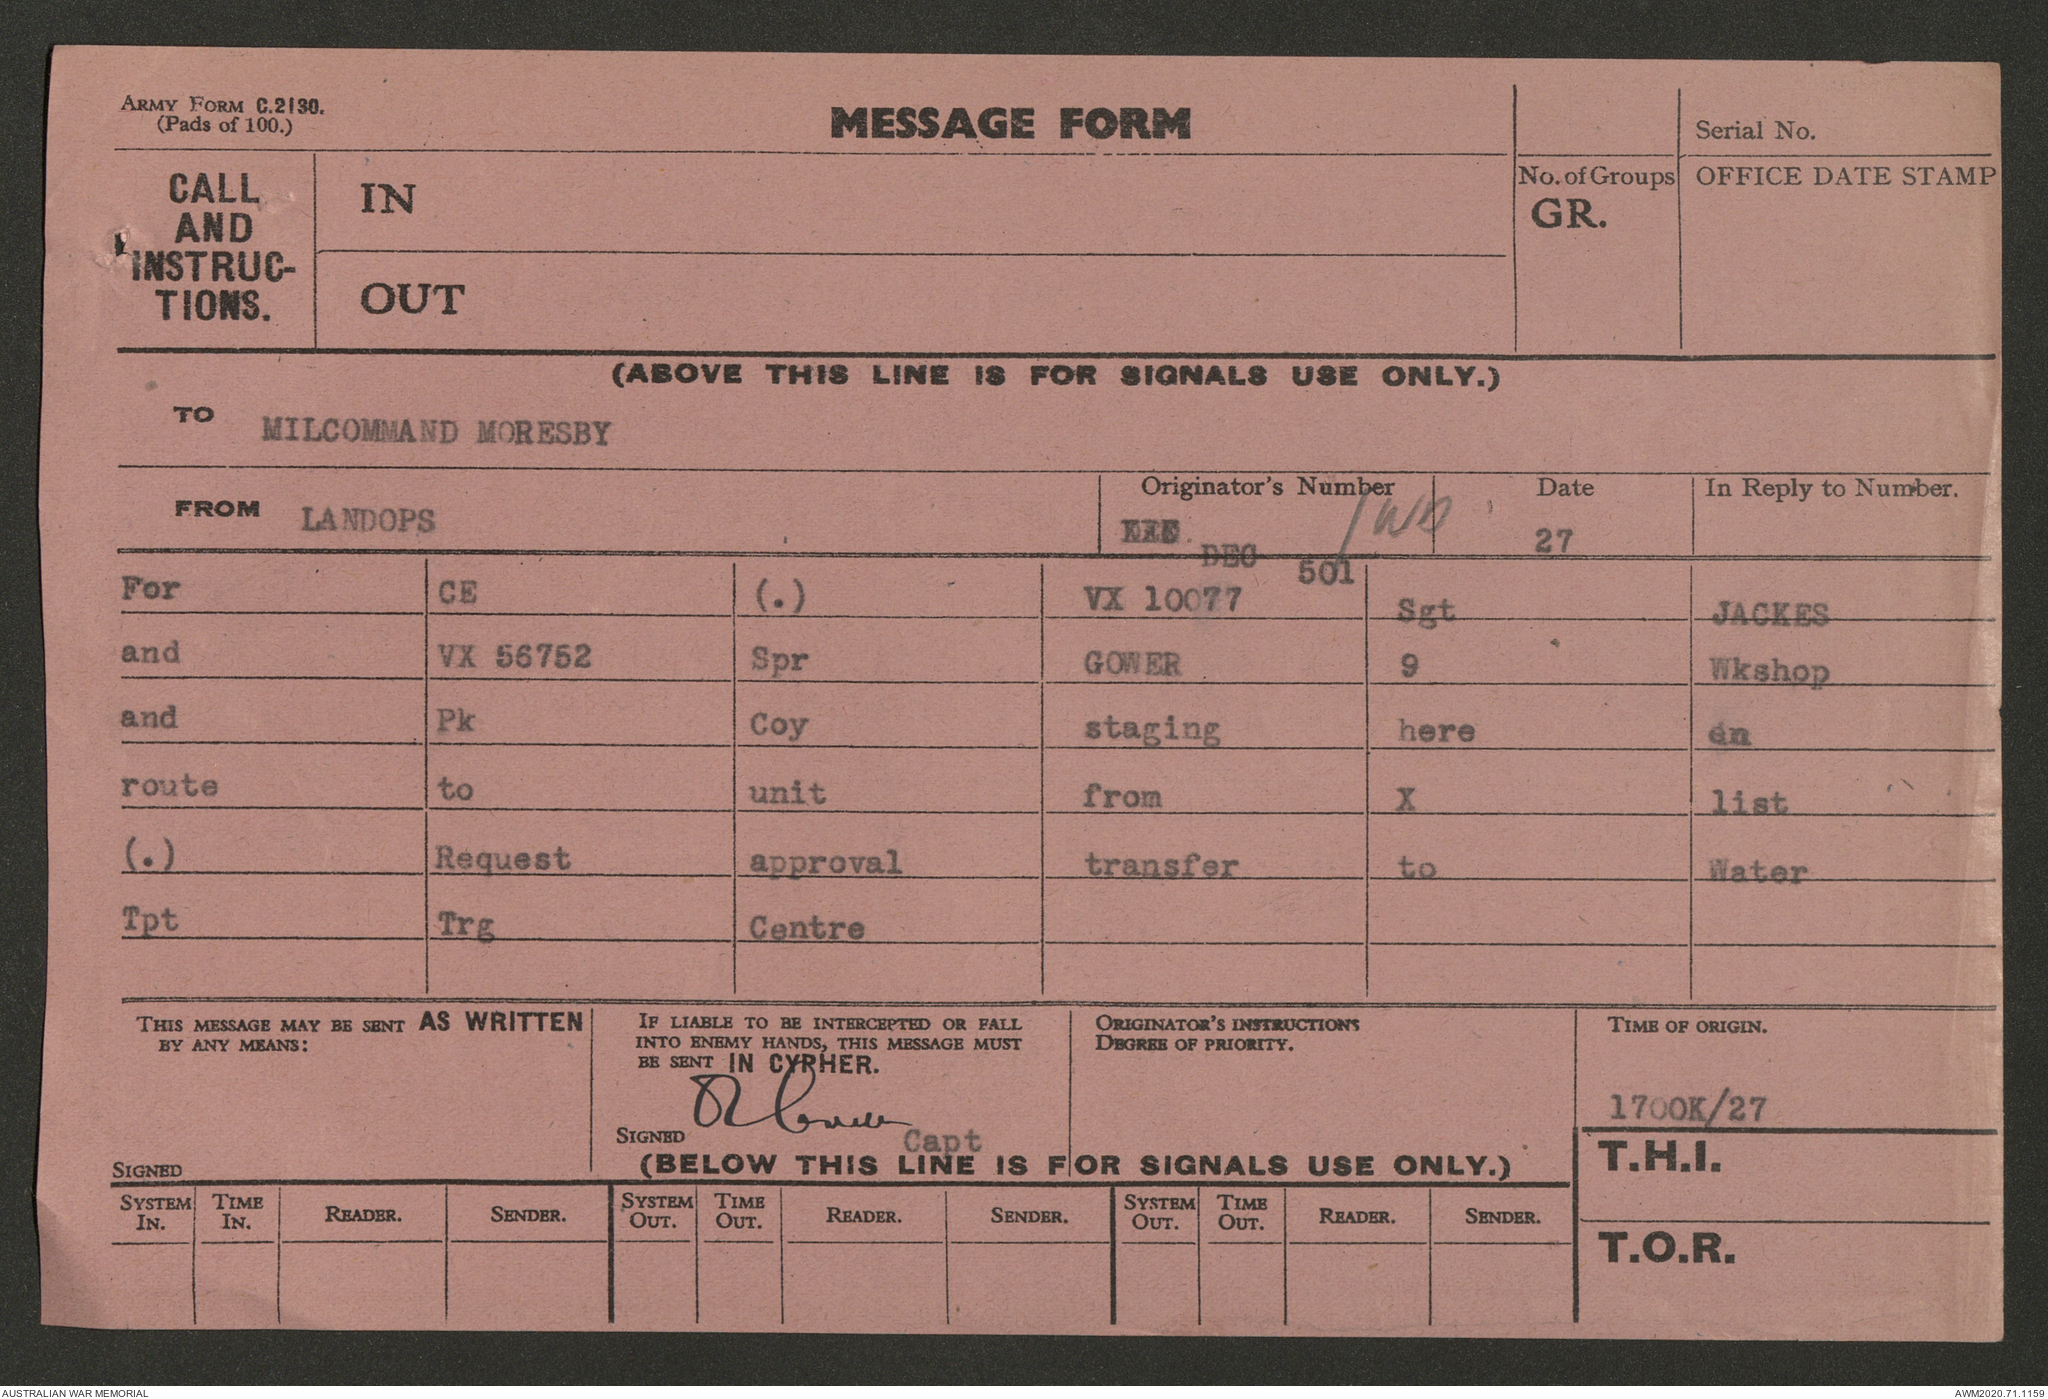 ARMY FORM C.2130.
(Pads of 100.)
MESSAGE FORM
Serial No.
CALL AND INSTRUC-TIONS.
IN
OUT
No. of Groups
GR.
OFFICE DATE STAMP
(ABOVE THIS LINE IS FOR SIGNALS USE ONLY.)
TO MILCOMMAND MORESBY
FROM LANDOPS
Originator's Number
DEC 501
Date
27
In Reply to Number.
For CE (.) VX 10077 Sgt JACKES
and VX 56752 Spr GOWER 9 Wkshop
and Pk Coy staging here en
route to unit from X list
(.) Request approval transfer to Water
Tpt Trg Centre
THIS MESSAGE MAY BE SENT AS WRITTEN
BY ANY MEANS:
SIGNED
IF LIABLE TO BE INTERCEPTED OR FALL
INTO ENEMY HANDS, THIS MESSAGE MUST
BE SENT IN CYPHER.
SIGNED Capt
ORIGINATOR'S INSTRUCTIONS
DEGREE OF PRIORITY.
TIME OF ORIGIN.
1700K/27
(BELOW THIS LINE IS FOR SIGNALS USE ONLY.)
T.H.I.
T.O.R.
SYSTEM IN. TIME IN. READER. SENDER. SYSTEM OUT. TIME OUT. READER. SENDER. SYSTEM OUT. TIME OUT. READER. SENDER.
AUSTRALIAN WAR MEMORIAL
AWM2020.71.1159